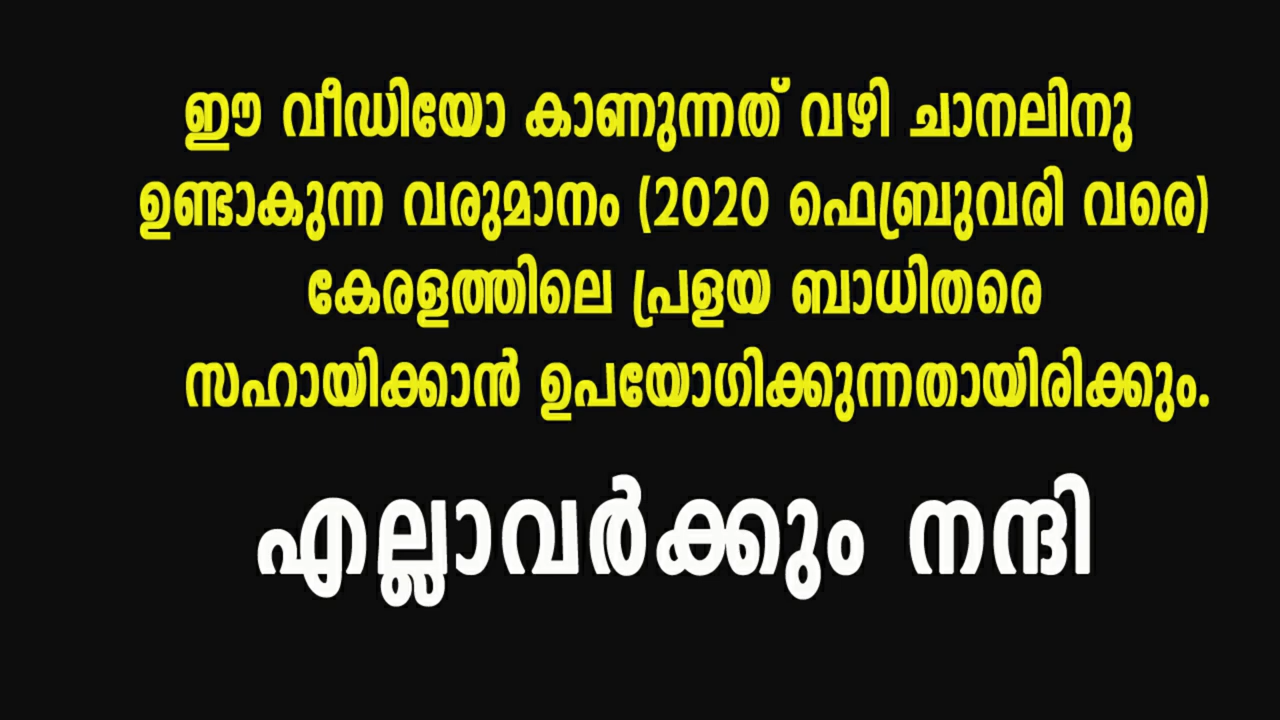 ഈ വീഡിയോ കാണുന്നത് വഴി ചാനലിനു
ഉണ്ടാകുന്ന വരുമാനം (2020 ഫെബ്രുവരി വരെ)
കേരളത്തിലെ പ്രളയ ബാധിതരെ
സഹായിക്കാൻ ഉപയോഗിക്കുന്നതായിരിക്കും.
എല്ലാവർക്കും നന്ദി